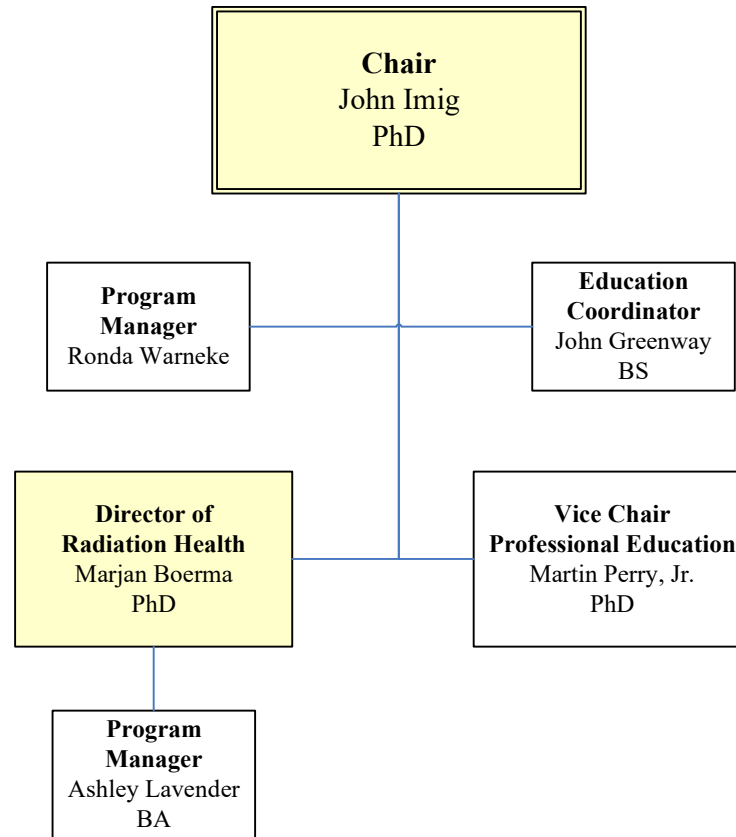 Chair
John Imig
PhD
Program
Manager
Ronda Warneke
Education
Coordinator
John Greenway
BS
Director of
Radiation Health
Marjan Boerma
PhD
Vice Chair
Professional Education
Martin Perry, Jr.
PhD
Program
Manager
Ashley Lavender
BA